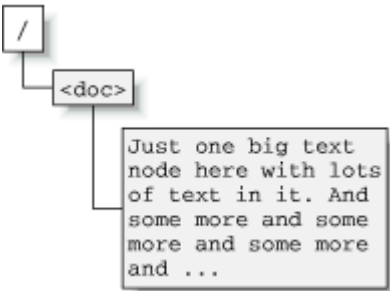 /
<doc>
Just one big text
node here with lots
of text in it. And
some more and some
more and some more
and ...